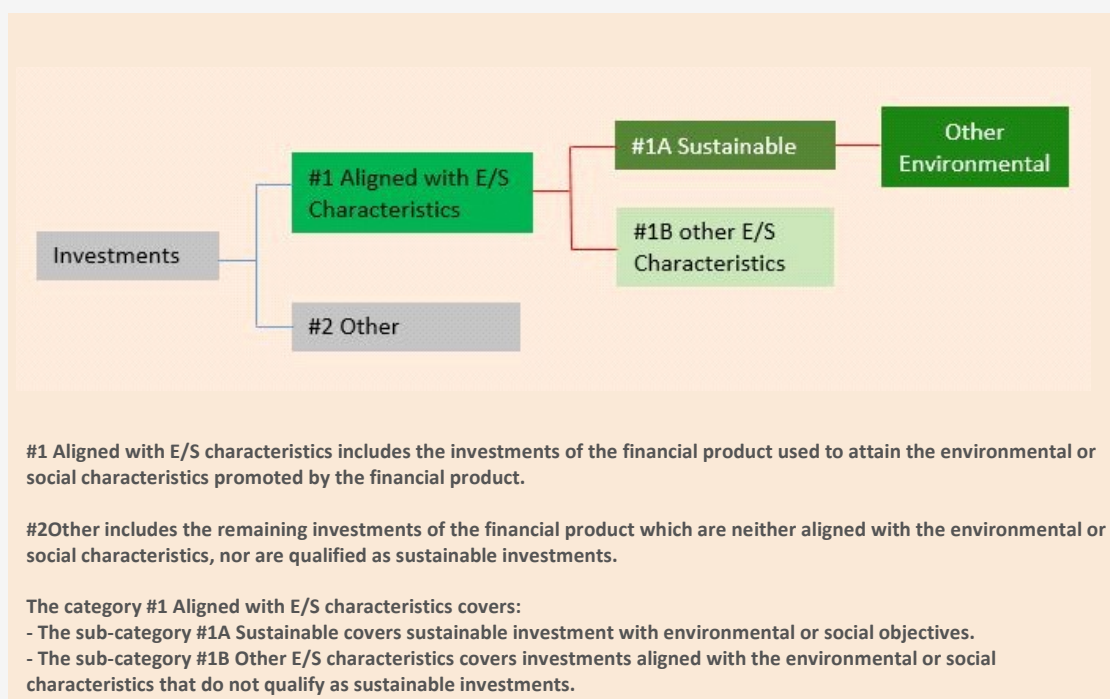 Investments
#1 Aligned with E/S
Characteristics
#2 Other
#1A Sustainable
#1B other E/S
Characteristics
Other
Environmental
#1 Aligned with E/S characteristics includes the investments of the financial product used to attain the environmental or
social characteristics promoted by the financial product.
#2Other includes the remaining investments of the financial product which are neither aligned with the environmental or
social characteristics, nor are qualified as sustainable investments.
The category #1 Aligned with E/S characteristics covers:
- The sub-category #1A Sustainable covers sustainable investment with environmental or social objectives.
- The sub-category #1B Other E/S characteristics covers investments aligned with the environmental or social
characteristics that do not qualify as sustainable investments.